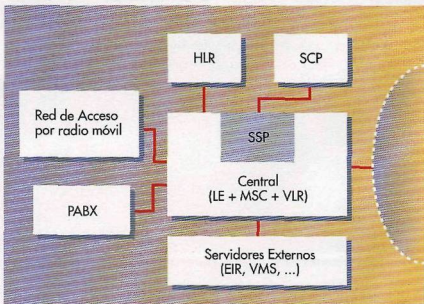 HLR
SCP
Red de Acceso
por radio móvil
SSP
Central
(LE + MSC + VLR)
PABX
Servidores Externos
(EIR, VMS, ...)